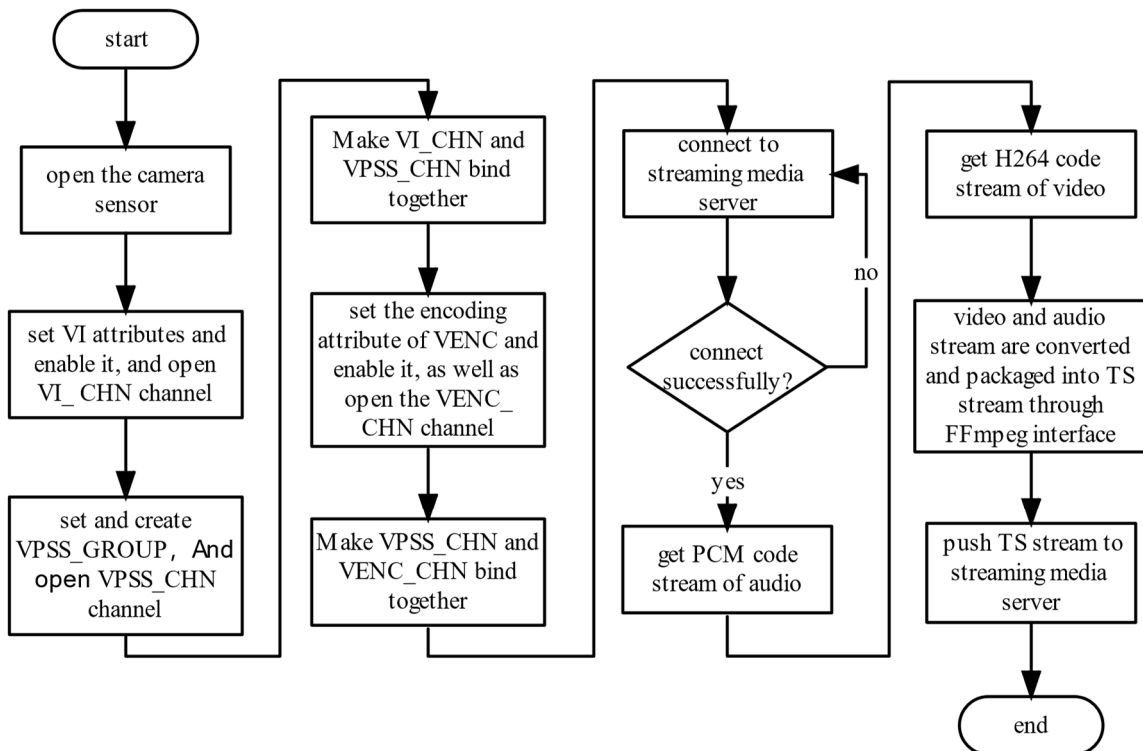 start
open the camera
sensor
set VI attributes and
enable it, and open
VI_ CHN channel
set and create
VPSS_GROUP, And
open VPSS_CHN
channel
Make VI_CHN and
VPSS_CHN bind
together
set the encoding
attribute of VENC and
enable it, as well as
open the VENC_
CHN channel
Make VPSS_CHN and
VENC_CHN bind
together
connect to
streaming media
server
no
connect
successfully?
yes
get PCM code
stream of audio
get H264 code
stream of video
video and audio
stream are converted
and packaged into TS
stream through
FFmpeg interface
push TS stream to
streaming media
server
end